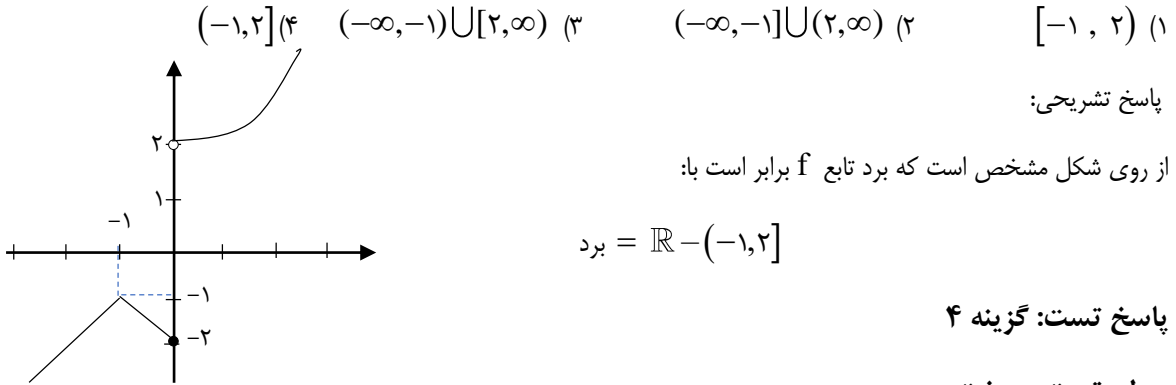 ۱) [−۱ , ۲)    ۲) (−∞,−۱]∪(۲,∞)    ۳) (−∞,−۱)∪[۲,∞)    ۴) (−۱,۲]
پاسخ تشریحی:
از روی شکل مشخص است که برد تابع f برابر است با:
برد = ℝ−(−۱,۲]
پاسخ تست: گزینه ۴
۲
۱
−۱
−۱
−۲